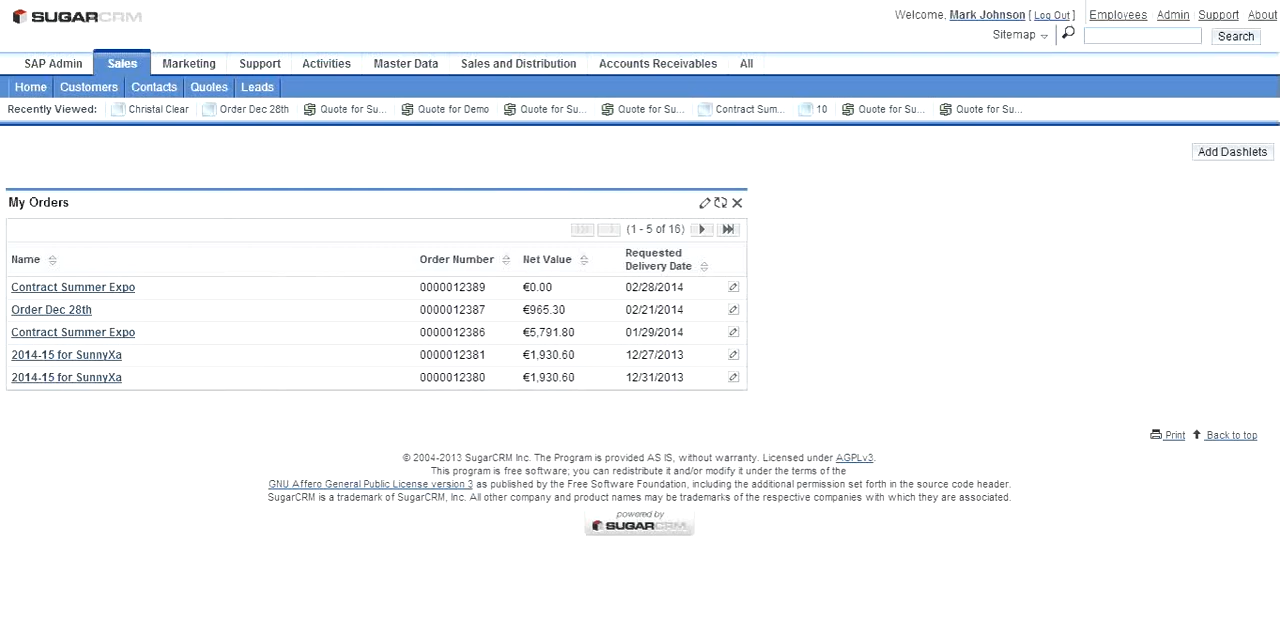 SUGARCRM
Welcome, Mark Johnson [ Log Out ] Employees Admin Support About
Sitemap Search
SAP Admin Sales Marketing Support Activities Master Data Sales and Distribution Accounts Receivables All
Home Customers Contacts Quotes Leads
Recently Viewed: Christal Clear Order Dec 28th Quote for Su... Quote for Demo Quote for Su... Quote for Su... Contract Sum... 10 Quote for Su... Quote for Su...
Add Dashlets
My Orders
(1 - 5 of 16)
Name Order Number Net Value Requested
Delivery Date
Contract Summer Expo 0000012389 €0.00 02/28/2014
Order Dec 28th 0000012387 €965.30 02/21/2014
Contract Summer Expo 0000012386 €5,791.80 01/29/2014
2014-15 for SunnyXa 0000012381 €1,930.60 12/27/2013
2014-15 for SunnyXa 0000012380 €1,930.60 12/31/2013
Print Back to top
© 2004-2013 SugarCRM Inc. The Program is provided AS IS, without warranty. Licensed under AGPLv3.
This program is free software; you can redistribute it and/or modify it under the terms of the
GNU Affero General Public License version 3 as published by the Free Software Foundation, including the additional permission set forth in the source code header.
SugarCRM is a trademark of SugarCRM, Inc. All other company and product names may be trademarks of the respective companies with which they are associated.
powered by
SUGARCRM